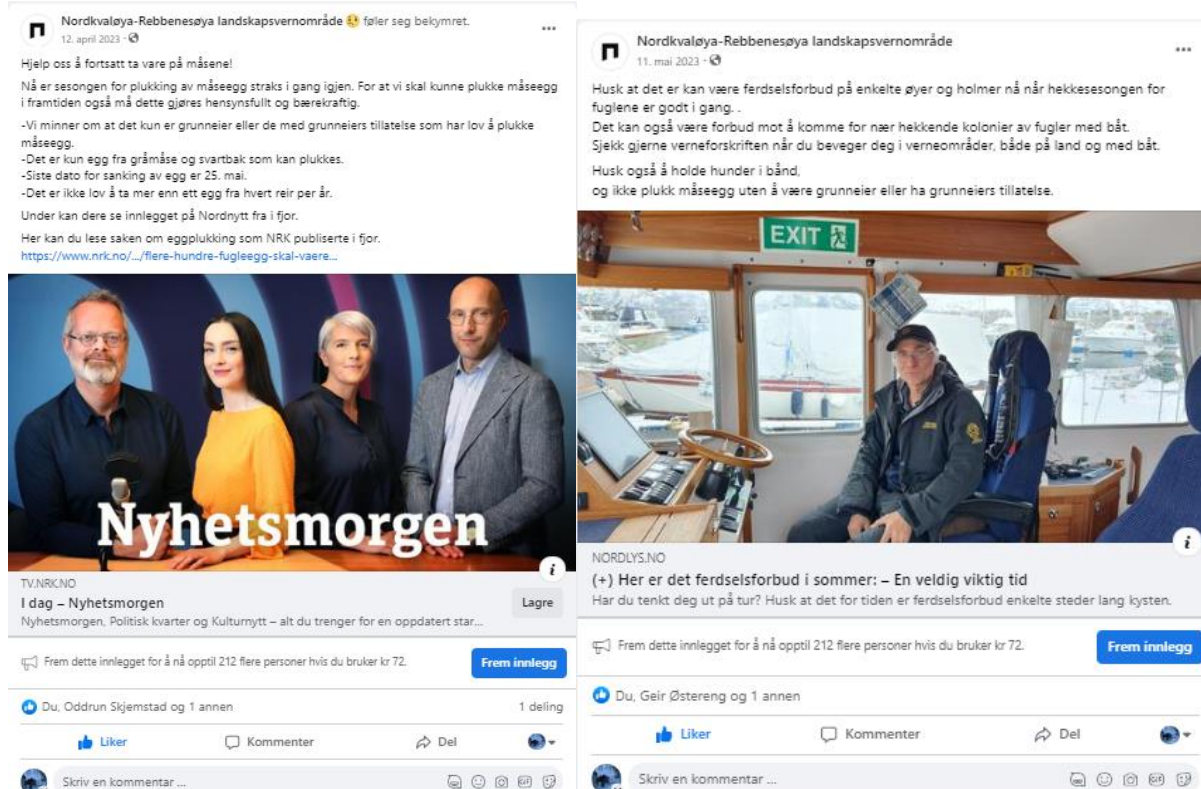 Nordkvaløya-Rebbenesøya landskapsvernområde 😢 føler seg bekymret.
12. april 2023 ·
Hjelp oss å fortsatt ta vare på måsene!
Nå er sesongen for plukking av måseegg straks i gang igjen. For at vi skal kunne plukke måseegg
i framtiden også må dette gjøres hensynsfullt og bærekraftig.
-Vi minner om at det kun er grunneier eller de med grunneiers tillatelse som har lov å plukke
måseegg.
-Det er kun egg fra gråmåse og svartbak som kan plukkes.
-Siste dato for sanking av egg er 25. mai.
-Det er ikke lov å ta mer enn ett egg fra hvert reir per år.
Under kan dere se innlegget på Nordnytt fra i fjor.
Her kan du lese saken om eggplukking som NRK publiserte i fjor.
https://www.nrk.no/.../flere-hundre-fugleegg-skal-vaere...
Nyhetsmorgen
TV.NRK.NO
I dag – Nyhetsmorgen
Nyhetsmorgen, Politisk kvarter og Kulturnytt – alt du trenger for en oppdatert star...
Lagre
Frem dette innlegget for å nå opptil 212 flere personer hvis du bruker kr 72.
Frem innlegg
Du, Oddrun Skjemstad og 1 annen
1 deling
Liker
Kommenter
Del
Skriv en kommentar ...
GIF
Nordkvaløya-Rebbenesøya landskapsvernområde
11. mai 2023 ·
Husk at det er kan være ferdselsforbud på enkelte øyer og holmer nå når hekkesesongen for
fuglene er godt i gang. .
Det kan også være forbud mot å komme for nær hekkende kolonier av fugler med båt.
Sjekk gjerne verneforskriften når du beveger deg i verneområder, både på land og med båt.
Husk også å holde hunder i bånd,
og ikke plukk måseegg uten å være grunneier eller ha grunneiers tillatelse.
EXIT
NORDLYS.NO
(+) Her er det ferdselsforbud i sommer: – En veldig viktig tid
Har du tenkt deg ut på tur? Husk at det for tiden er ferdselsforbud enkelte steder lang kysten.
Frem dette innlegget for å nå opptil 212 flere personer hvis du bruker kr 72.
Frem innlegg
Du, Geir Østereng og 1 annen
Liker
Kommenter
Del
Skriv en kommentar ...
GIF